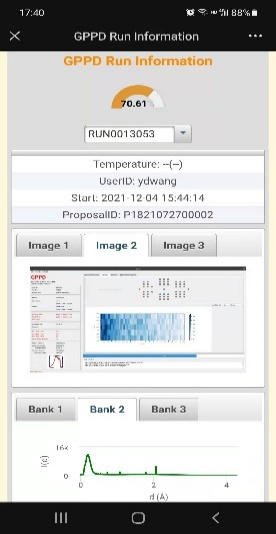 17:40
88%
GPPD Run Information
GPPD Run Information
70.61
RUN0013053
Temperature: --(--)
UserID: ydwang
Start: 2021-12-04 15:44:14
ProposalID: P1821072700002
Image 1 Image 2 Image 3
GPPD
Bank 1 Bank 2 Bank 3
16k
I(c)
0
0 2 4
d (Å)